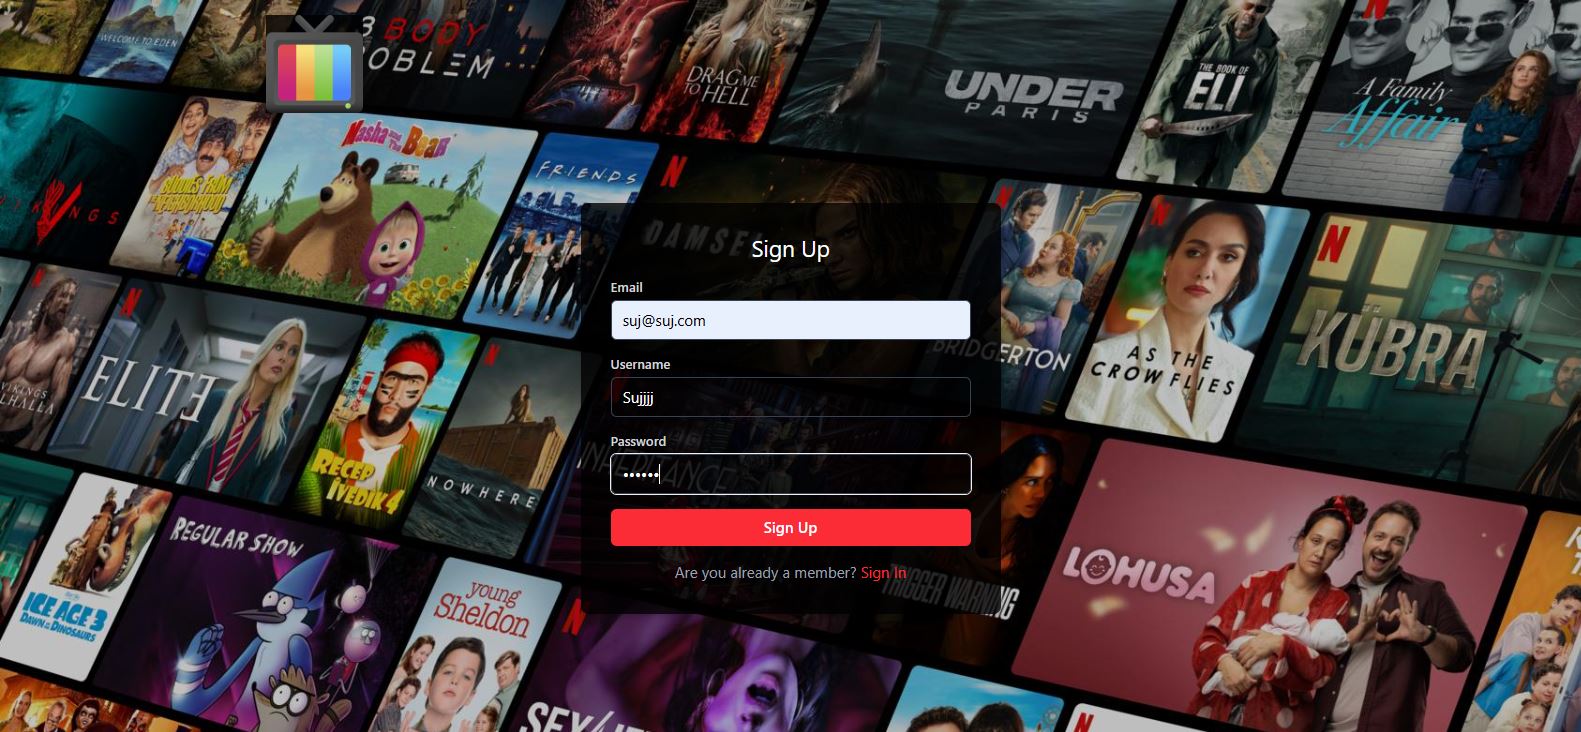 WELCOME TO EDEN
3 BODY
PROBLEM
DRAG ME
TO HELL
UNDER
PARIS
THE BOOK OF
ELI
A Family
Affair
VIKINGS
NEIGHBORHOOD
Masha and The Bear
FRIENDS
DAMSEL
BRIDGERTON
AS THE
CROW FLIES
KÜBRA
VIKINGS
VALHALLA
ELITE
RECEP
İVEDİK 4
NOWHERE
INHERITANCE
Sign Up
Email
suj@suj.com
Username
Sujjjj
Password
••••••
Sign Up
Are you already a member? Sign In
TRIGGER WARNING
LOHUSA
ICE AGE 3
DAWN OF THE DINOSAURS
REGULAR SHOW
young
Sheldon
SEX/